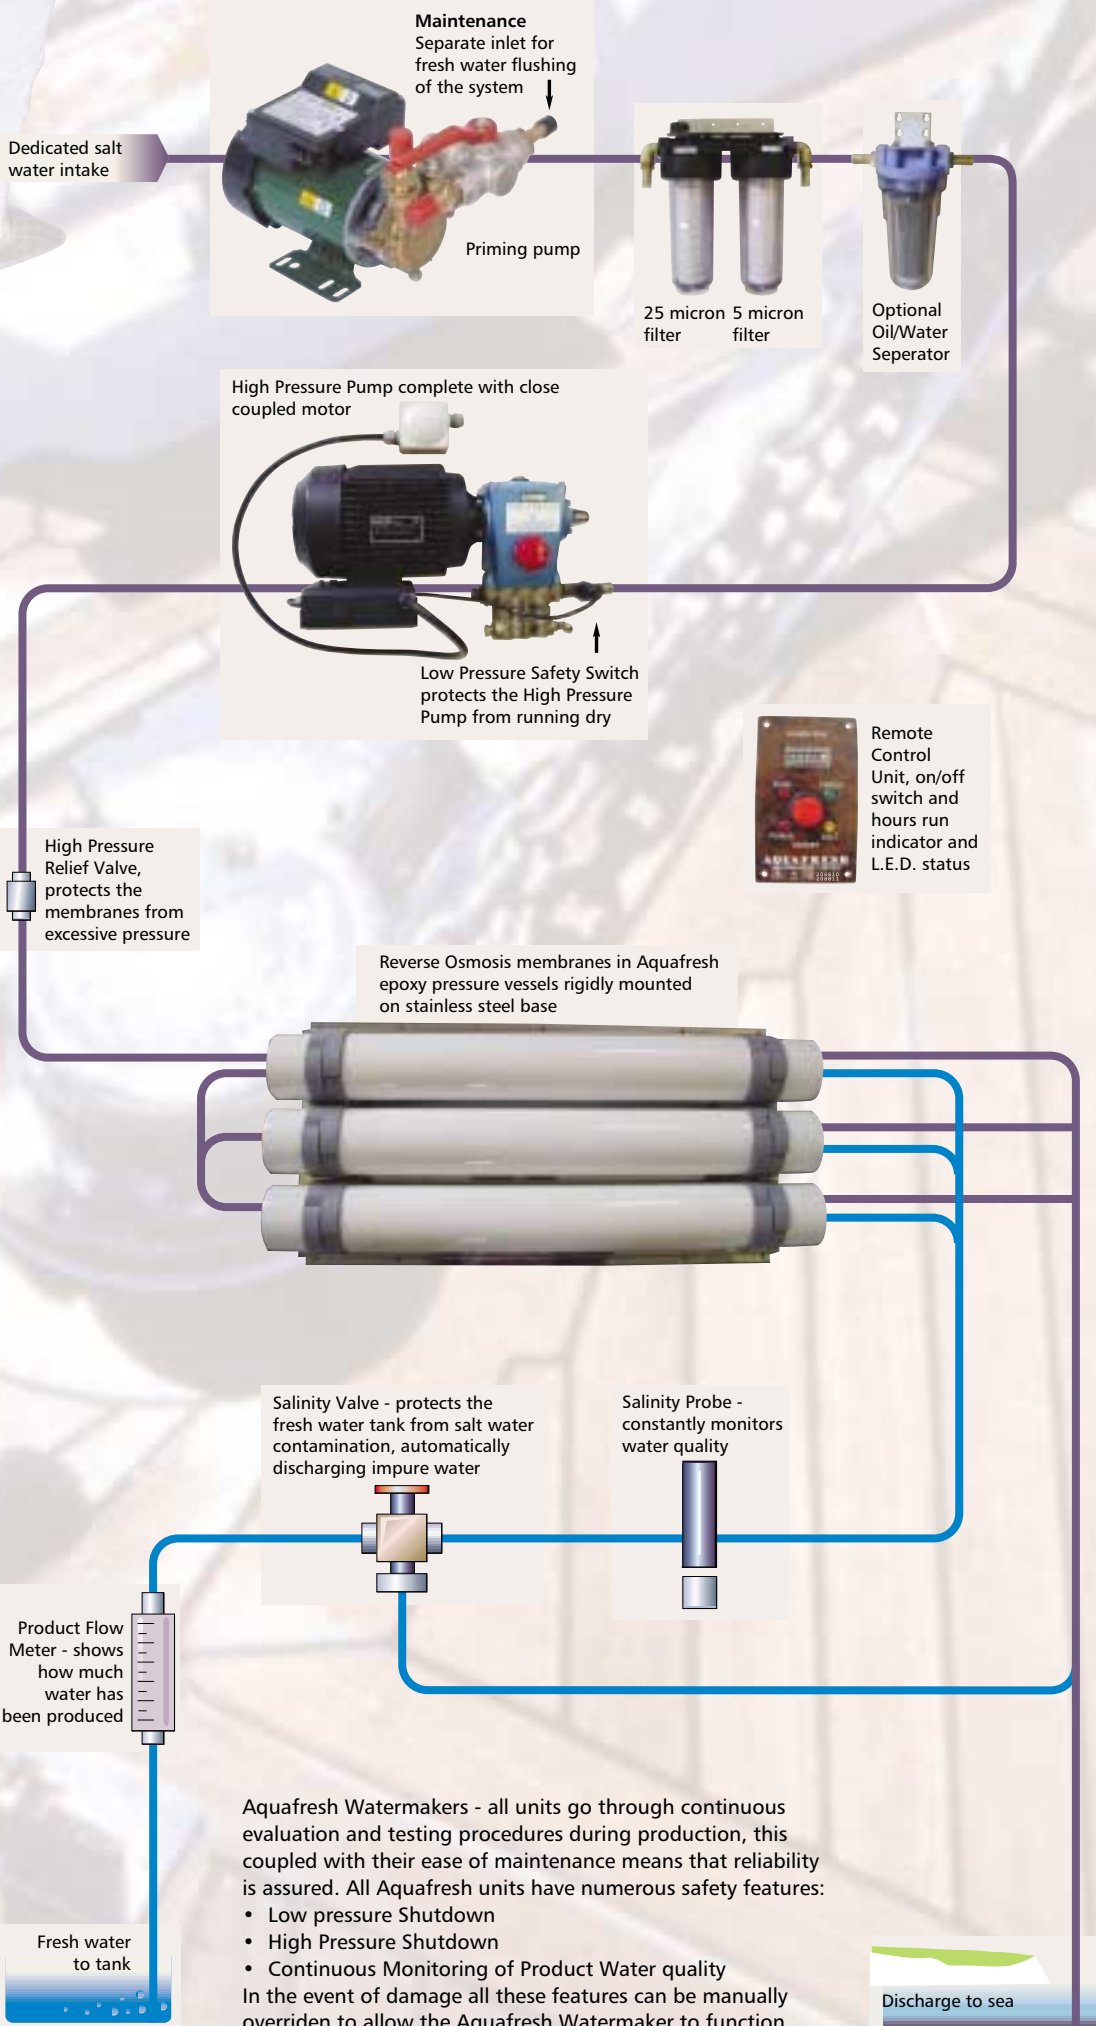 Maintenance
Separate inlet for
fresh water flushing
of the system
Dedicated salt
water intake
Priming pump
25 micron
filter
5 micron
filter
Optional
Oil/Water
Seperator
High Pressure Pump complete with close
coupled motor
Low Pressure Safety Switch
protects the High Pressure
Pump from running dry
Remote
Control
Unit, on/off
switch and
hours run
indicator and
L.E.D. status
AQUAFRESH
High Pressure
Relief Valve,
protects the
membranes from
excessive pressure
Reverse Osmosis membranes in Aquafresh
epoxy pressure vessels rigidly mounted
on stainless steel base
Salinity Valve - protects the
fresh water tank from salt water
contamination, automatically
discharging impure water
Salinity Probe -
constantly monitors
water quality
Product Flow
Meter - shows
how much
water has
been produced
Aquafresh Watermakers - all units go through continuous
evaluation and testing procedures during production, this
coupled with their ease of maintenance means that reliability
is assured. All Aquafresh units have numerous safety features:
• Low pressure Shutdown
• High Pressure Shutdown
• Continuous Monitoring of Product Water quality
In the event of damage all these features can be manually
overriden to allow the Aquafresh Watermaker to function
Fresh water
to tank
Discharge to sea